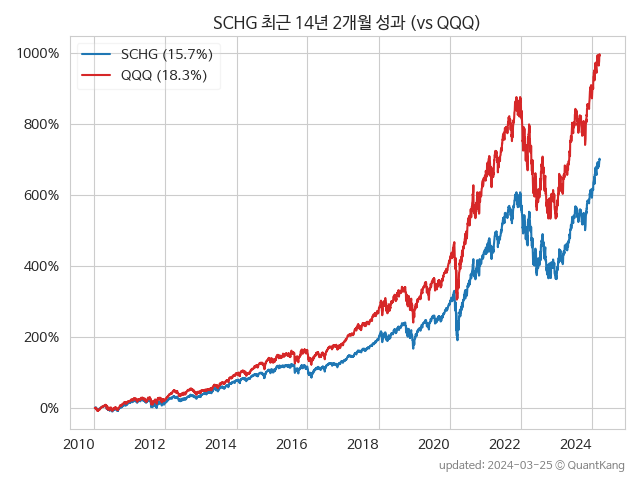 SCHG 최근 14년 2개월 성과 (vs QQQ)
SCHG (15.7%)
QQQ (18.3%)
1000%
800%
600%
400%
200%
0%
2010 2012 2014 2016 2018 2020 2022 2024
updated: 2024-03-25 © QuantKang